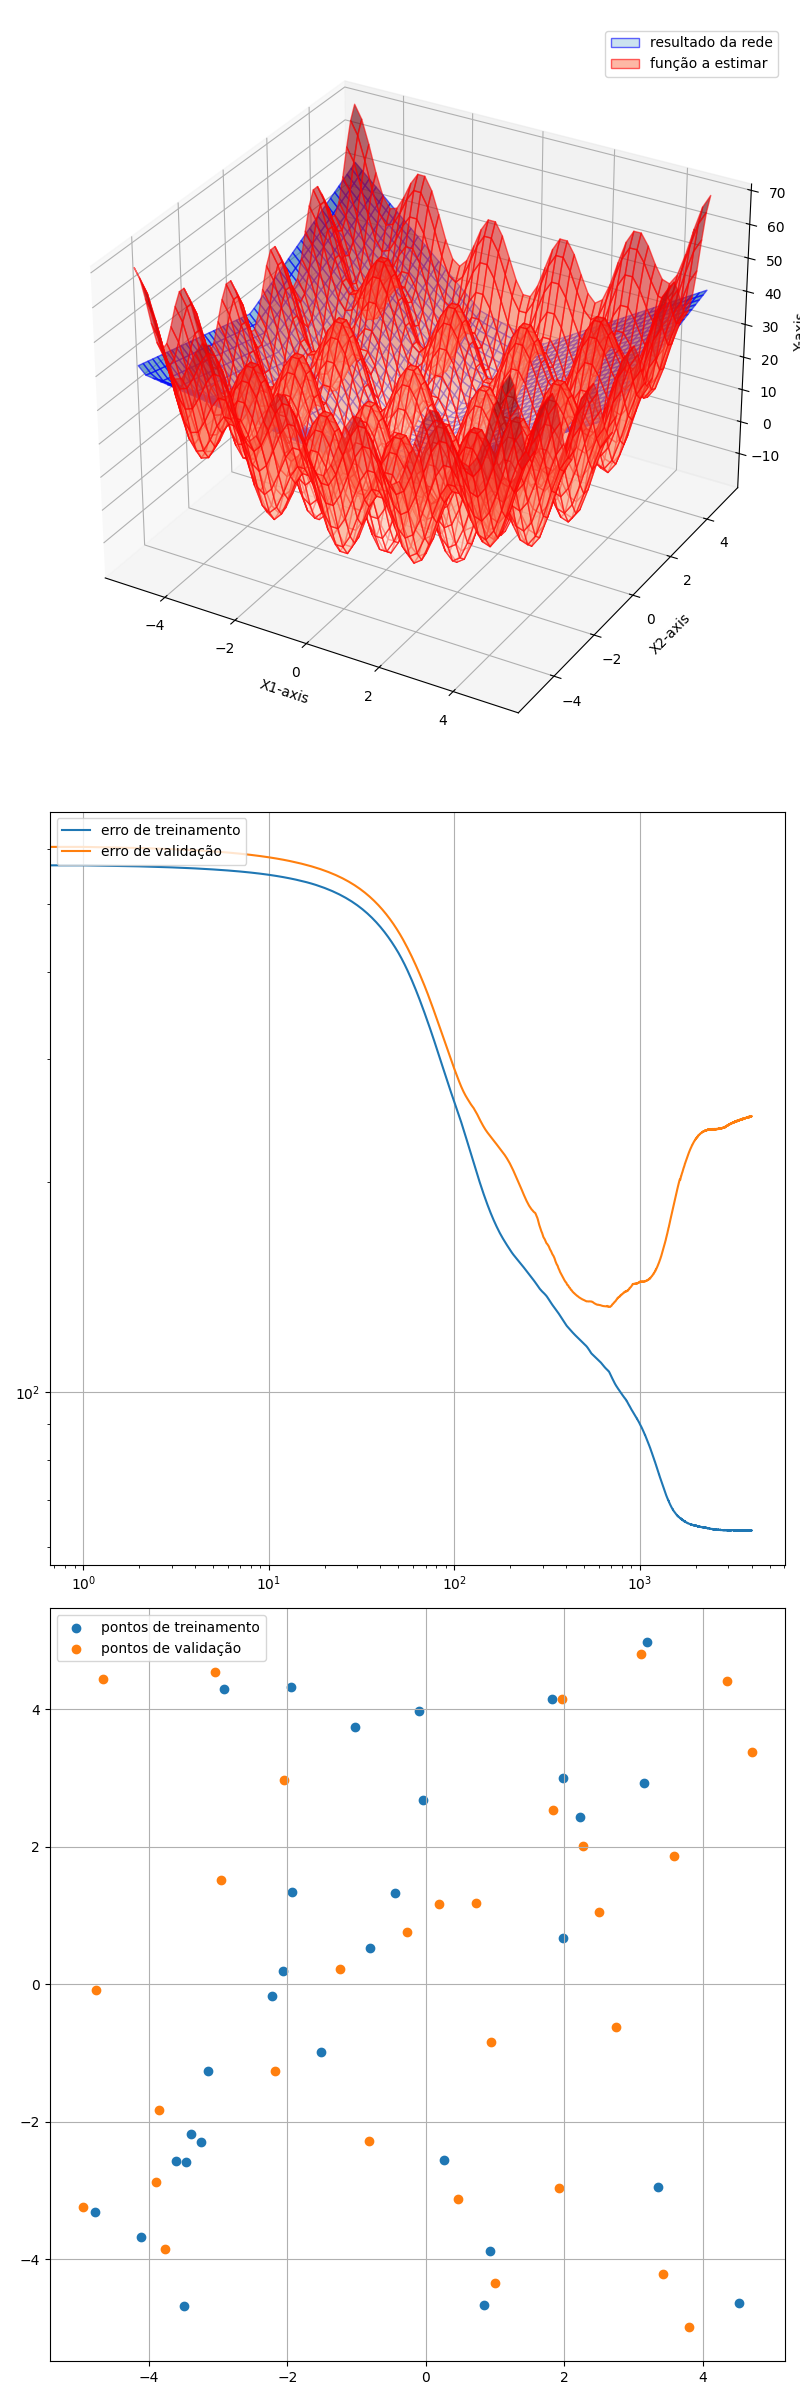 resultado da rede
função a estimar
70
60
50
40
30
20
10
0
−10
Y-axis
−4
−2
0
2
4
X1-axis
−4
−2
0
2
4
X2-axis
erro de treinamento
erro de validação
10²
10⁰ 10¹ 10² 10³
pontos de treinamento
pontos de validação
4
2
0
−2
−4
−4 −2 0 2 4